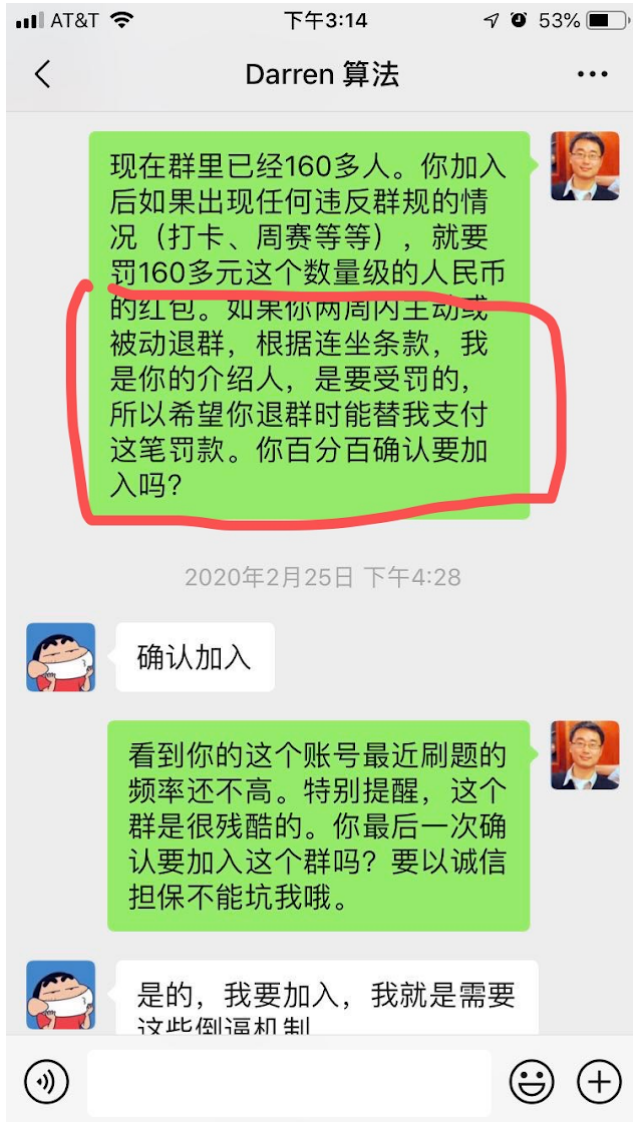 AT&T
下午3:14
53%
Darren 算法
现在群里已经160多人。你加入
后如果出现任何违反群规的情
况（打卡、周赛等等），就要
罚160多元这个数量级的人民币
的红包。如果你两周内主动或
被动退群，根据连坐条款，我
是你的介绍人，是要受罚的，
所以希望你退群时能替我支付
这笔罚款。你百分百确认要加
入吗？
2020年2月25日 下午4:28
确认加入
看到你的这个账号最近刷题的
频率还不高。特别提醒，这个
群是很残酷的。你最后一次确
认要加入这个群吗？要以诚信
担保不能坑我哦。
是的，我要加入，我就是需要
这些倒逼机制